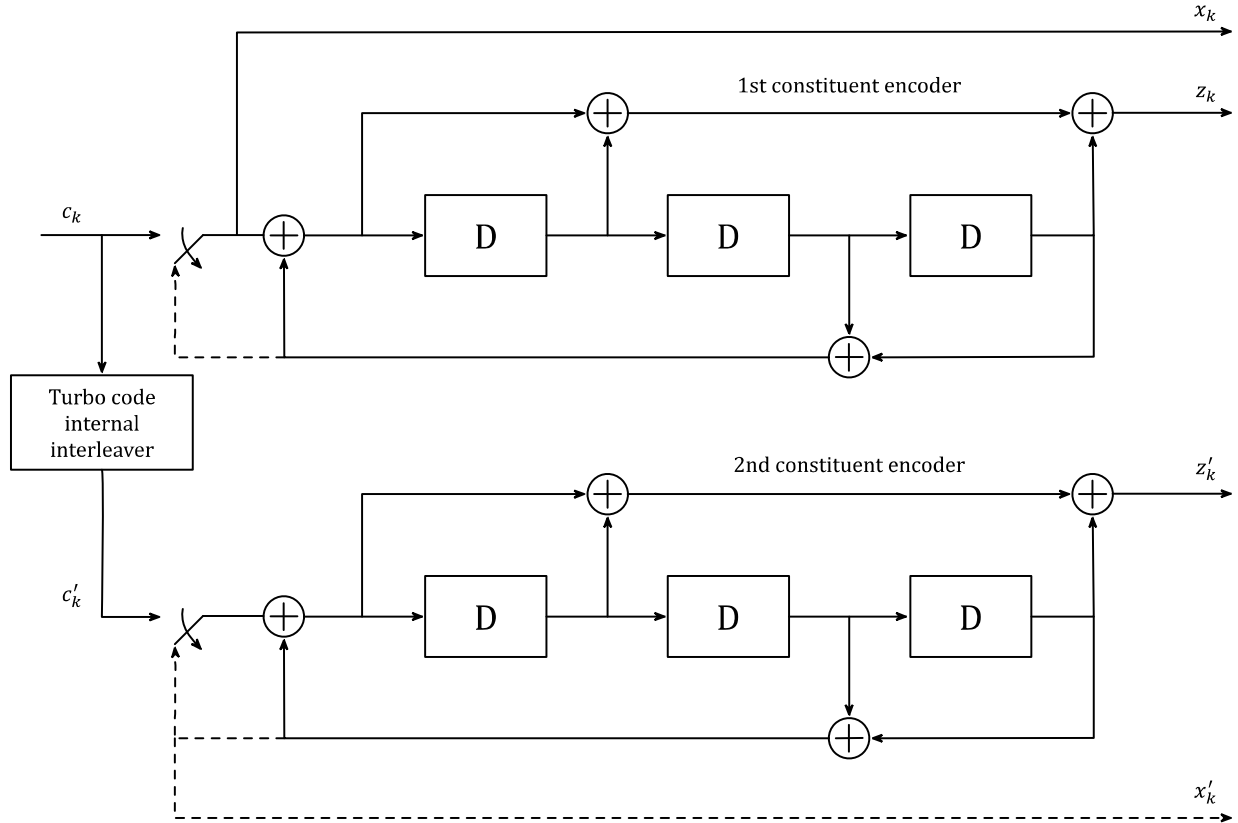 x_k
1st constituent encoder
z_k
c_k
D D D
Turbo code
internal
interleaver
2nd constituent encoder
z'_k
c'_k
D D D
x'_k